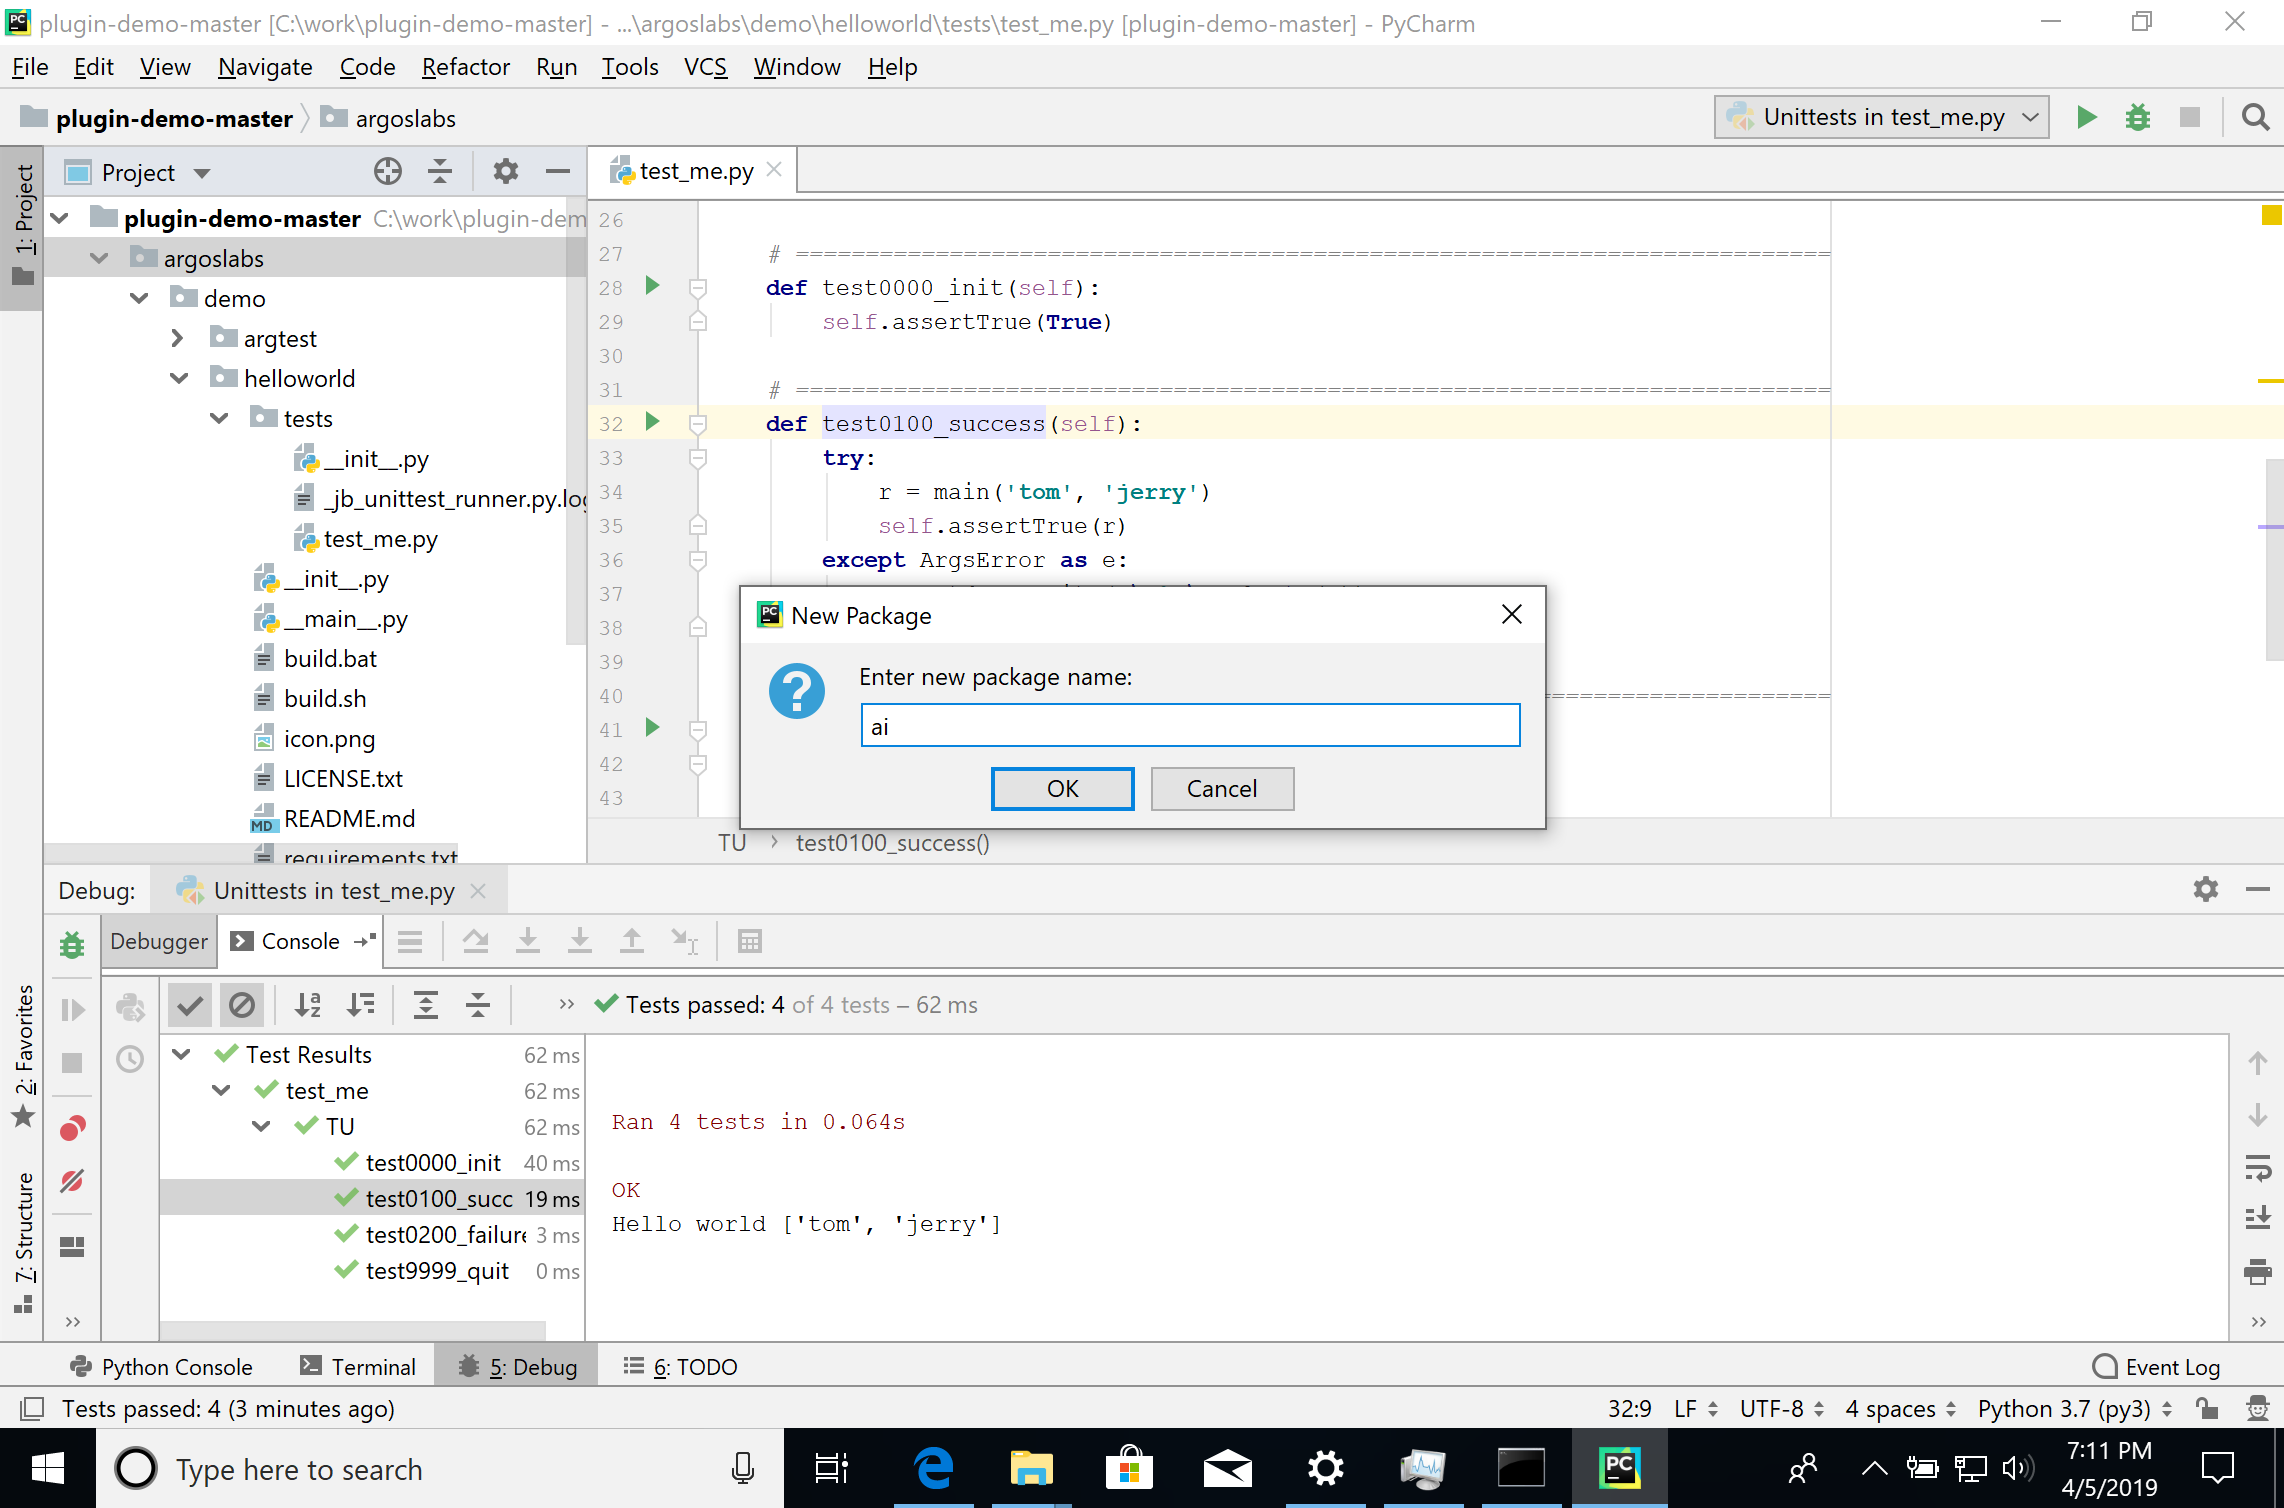 plugin-demo-master [C:\work\plugin-demo-master] - ...\argoslabs\demo\helloworld\tests\test_me.py [plugin-demo-master] - PyCharm
File Edit View Navigate Code Refactor Run Tools VCS Window Help
plugin-demo-master argoslabs Unittests in test_me.py
1: Project
Project
test_me.py
plugin-demo-master C:\work\plugin-dem
argoslabs
demo
argtest
helloworld
tests
__init__.py
_jb_unittest_runner.py.log
test_me.py
__init__.py
__main__.py
build.bat
build.sh
icon.png
LICENSE.txt
README.md
requirements.txt
26
27 # ==========================================================================
28 def test0000_init(self):
29 self.assertTrue(True)
30
31 # ==========================================================================
32 def test0100_success(self):
33 try:
34 r = main('tom', 'jerry')
35 self.assertTrue(r)
36 except ArgsError as e:
37
38
39
40
41
42
43
New Package
Enter new package name:
ai
OK Cancel
TU › test0100_success()
Debug: Unittests in test_me.py
Debugger Console
Tests passed: 4 of 4 tests – 62 ms
Test Results 62 ms
test_me 62 ms
TU 62 ms
test0000_init 40 ms
test0100_succ 19 ms
test0200_failure 3 ms
test9999_quit 0 ms
Ran 4 tests in 0.064s
OK
Hello world ['tom', 'jerry']
2: Favorites
7: Structure
Python Console Terminal 5: Debug 6: TODO Event Log
Tests passed: 4 (3 minutes ago) 32:9 LF UTF-8 4 spaces Python 3.7 (py3)
Type here to search
7:11 PM
4/5/2019